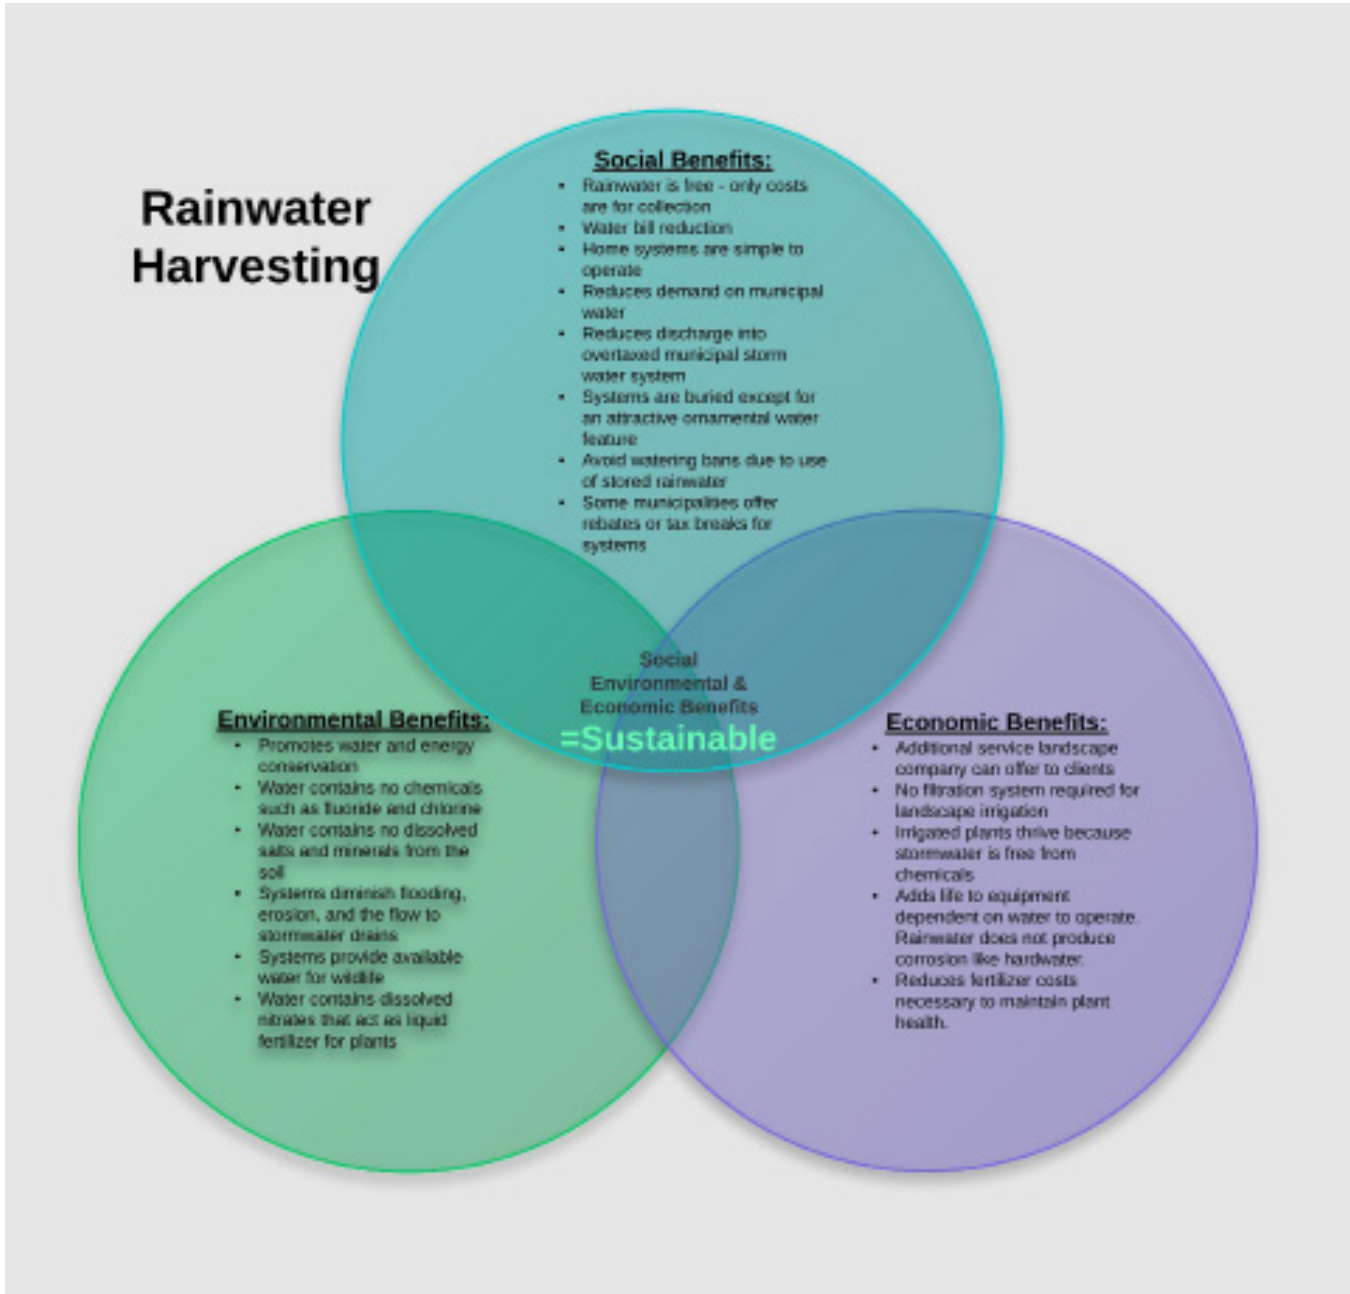 Rainwater
Harvesting
Social Benefits:
• Rainwater is free - only costs
are for collection
• Water bill reduction
• Home systems are simple to
operate
• Reduces demand on municipal
water
• Reduces discharge into
overtaxed municipal storm
water system
• Systems are buried except for
an attractive ornamental water
feature
• Avoid watering bans due to use
of stored rainwater
• Some municipalities offer
rebates or tax breaks for
systems
Social
Environmental &
Economic Benefits
=Sustainable
Environmental Benefits:
• Promotes water and energy
conservation
• Water contains no chemicals
such as fluoride and chlorine
• Water contains no dissolved
salts and minerals from the
soil
• Systems diminish flooding,
erosion, and the flow to
stormwater drains
• Systems provide available
water for wildlife
• Water contains dissolved
nitrates that act as liquid
fertilizer for plants
Economic Benefits:
• Additional service landscape
company can offer to clients
• No filtration system required for
landscape irrigation
• Irrigated plants thrive because
stormwater is free from
chemicals
• Adds life to equipment
dependent on water to operate.
Rainwater does not produce
corrosion like hardwater.
• Reduces fertilizer costs
necessary to maintain plant
health.